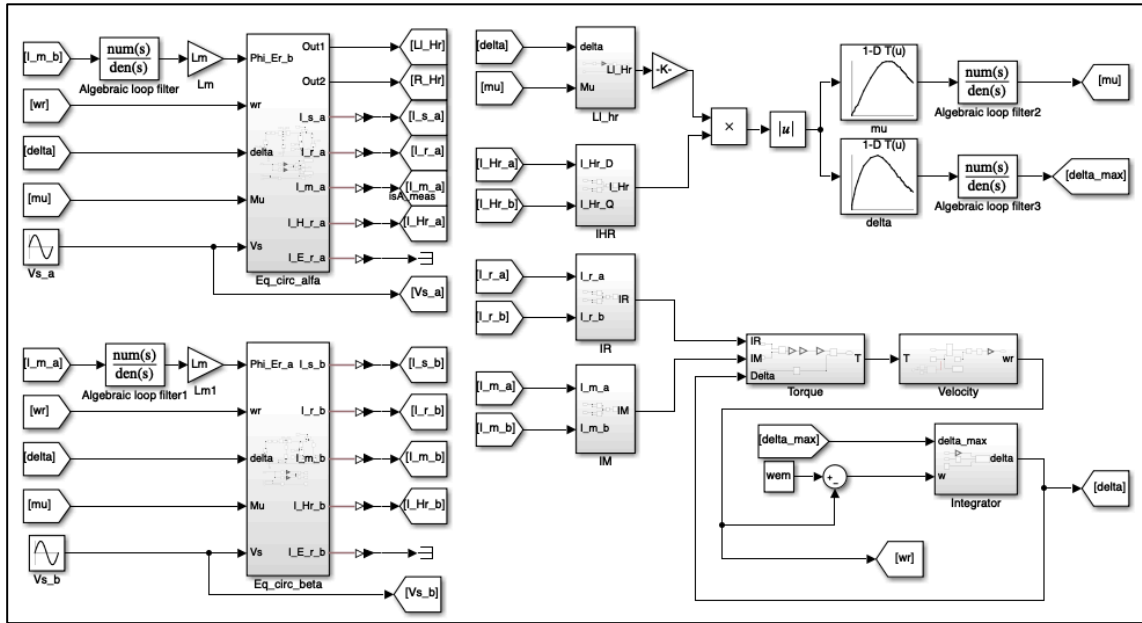 [I_m_b]
num(s)
den(s)
Algebraic loop filter
Lm
Lm
Phi_Er_b
wr
delta
Mu
Vs
Out1
Out2
I_s_a
I_r_a
I_m_a
I_H_r_a
I_E_r_a
Eq_circ_alfa
[wr]
[delta]
[mu]
Vs_a
[LI_Hr]
[R_Hr]
[I_s_a]
[I_r_a]
[I_m_a]
isA_meas
[I_Hr_a]
[Vs_a]
[I_m_a]
num(s)
den(s)
Algebraic loop filter1
Lm
Lm1
Phi_Er_a
wr
delta
Mu
Vs
I_s_b
I_r_b
I_m_b
I_Hr_b
I_E_r_b
Eq_circ_beta
[wr]
[delta]
[mu]
Vs_b
[I_s_b]
[I_r_b]
[I_m_b]
[I_Hr_b]
[Vs_b]
[delta]
[mu]
delta
Mu
LI_Hr
LI_hr
-K-
×
|u|
1-D T(u)
mu
num(s)
den(s)
Algebraic loop filter2
[mu]
1-D T(u)
delta
num(s)
den(s)
Algebraic loop filter3
[delta_max]
[I_Hr_a]
[I_Hr_b]
I_Hr_D
I_Hr_Q
I_Hr
IHR
[I_r_a]
[I_r_b]
I_r_a
I_r_b
IR
IR
[I_m_a]
[I_m_b]
I_m_a
I_m_b
IM
IM
IR
IM
Delta
T
Torque
T
wr
Velocity
[delta_max]
wem
+
−
delta_max
w
delta
Integrator
[delta]
[wr]